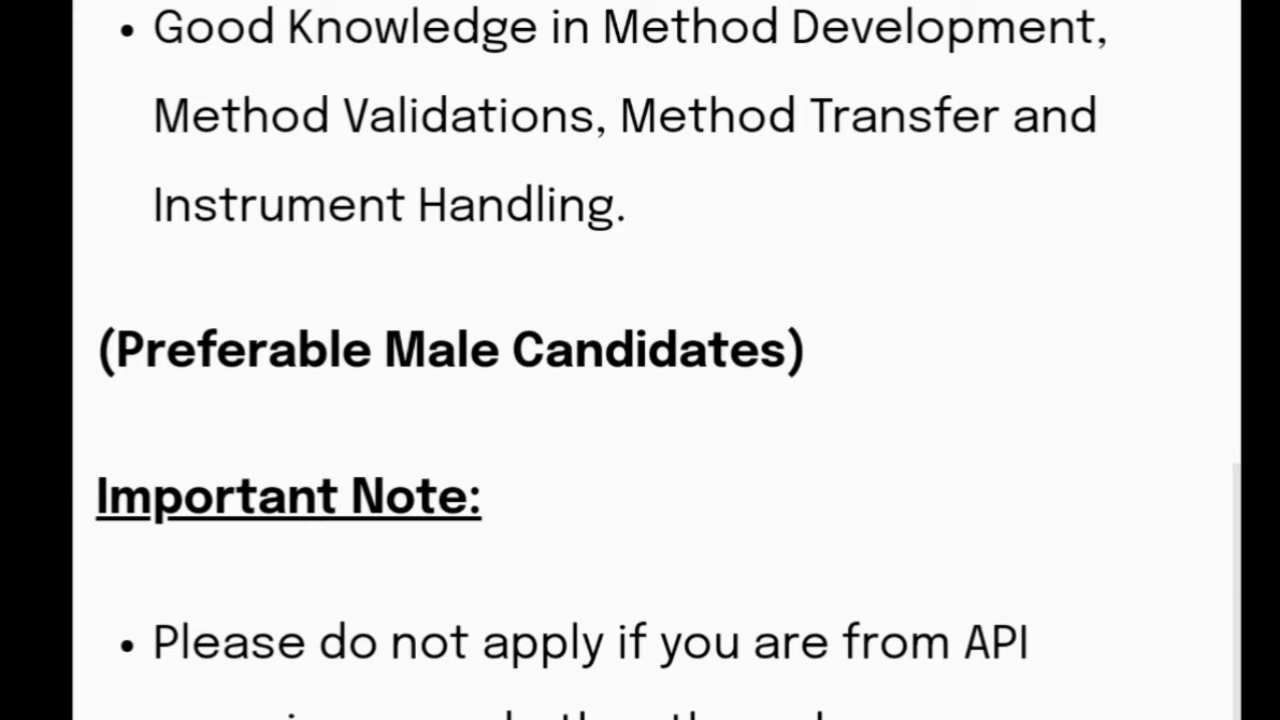 • Good Knowledge in Method Development,
Method Validations, Method Transfer and
Instrument Handling.
(Preferable Male Candidates)
Important Note:
• Please do not apply if you are from API